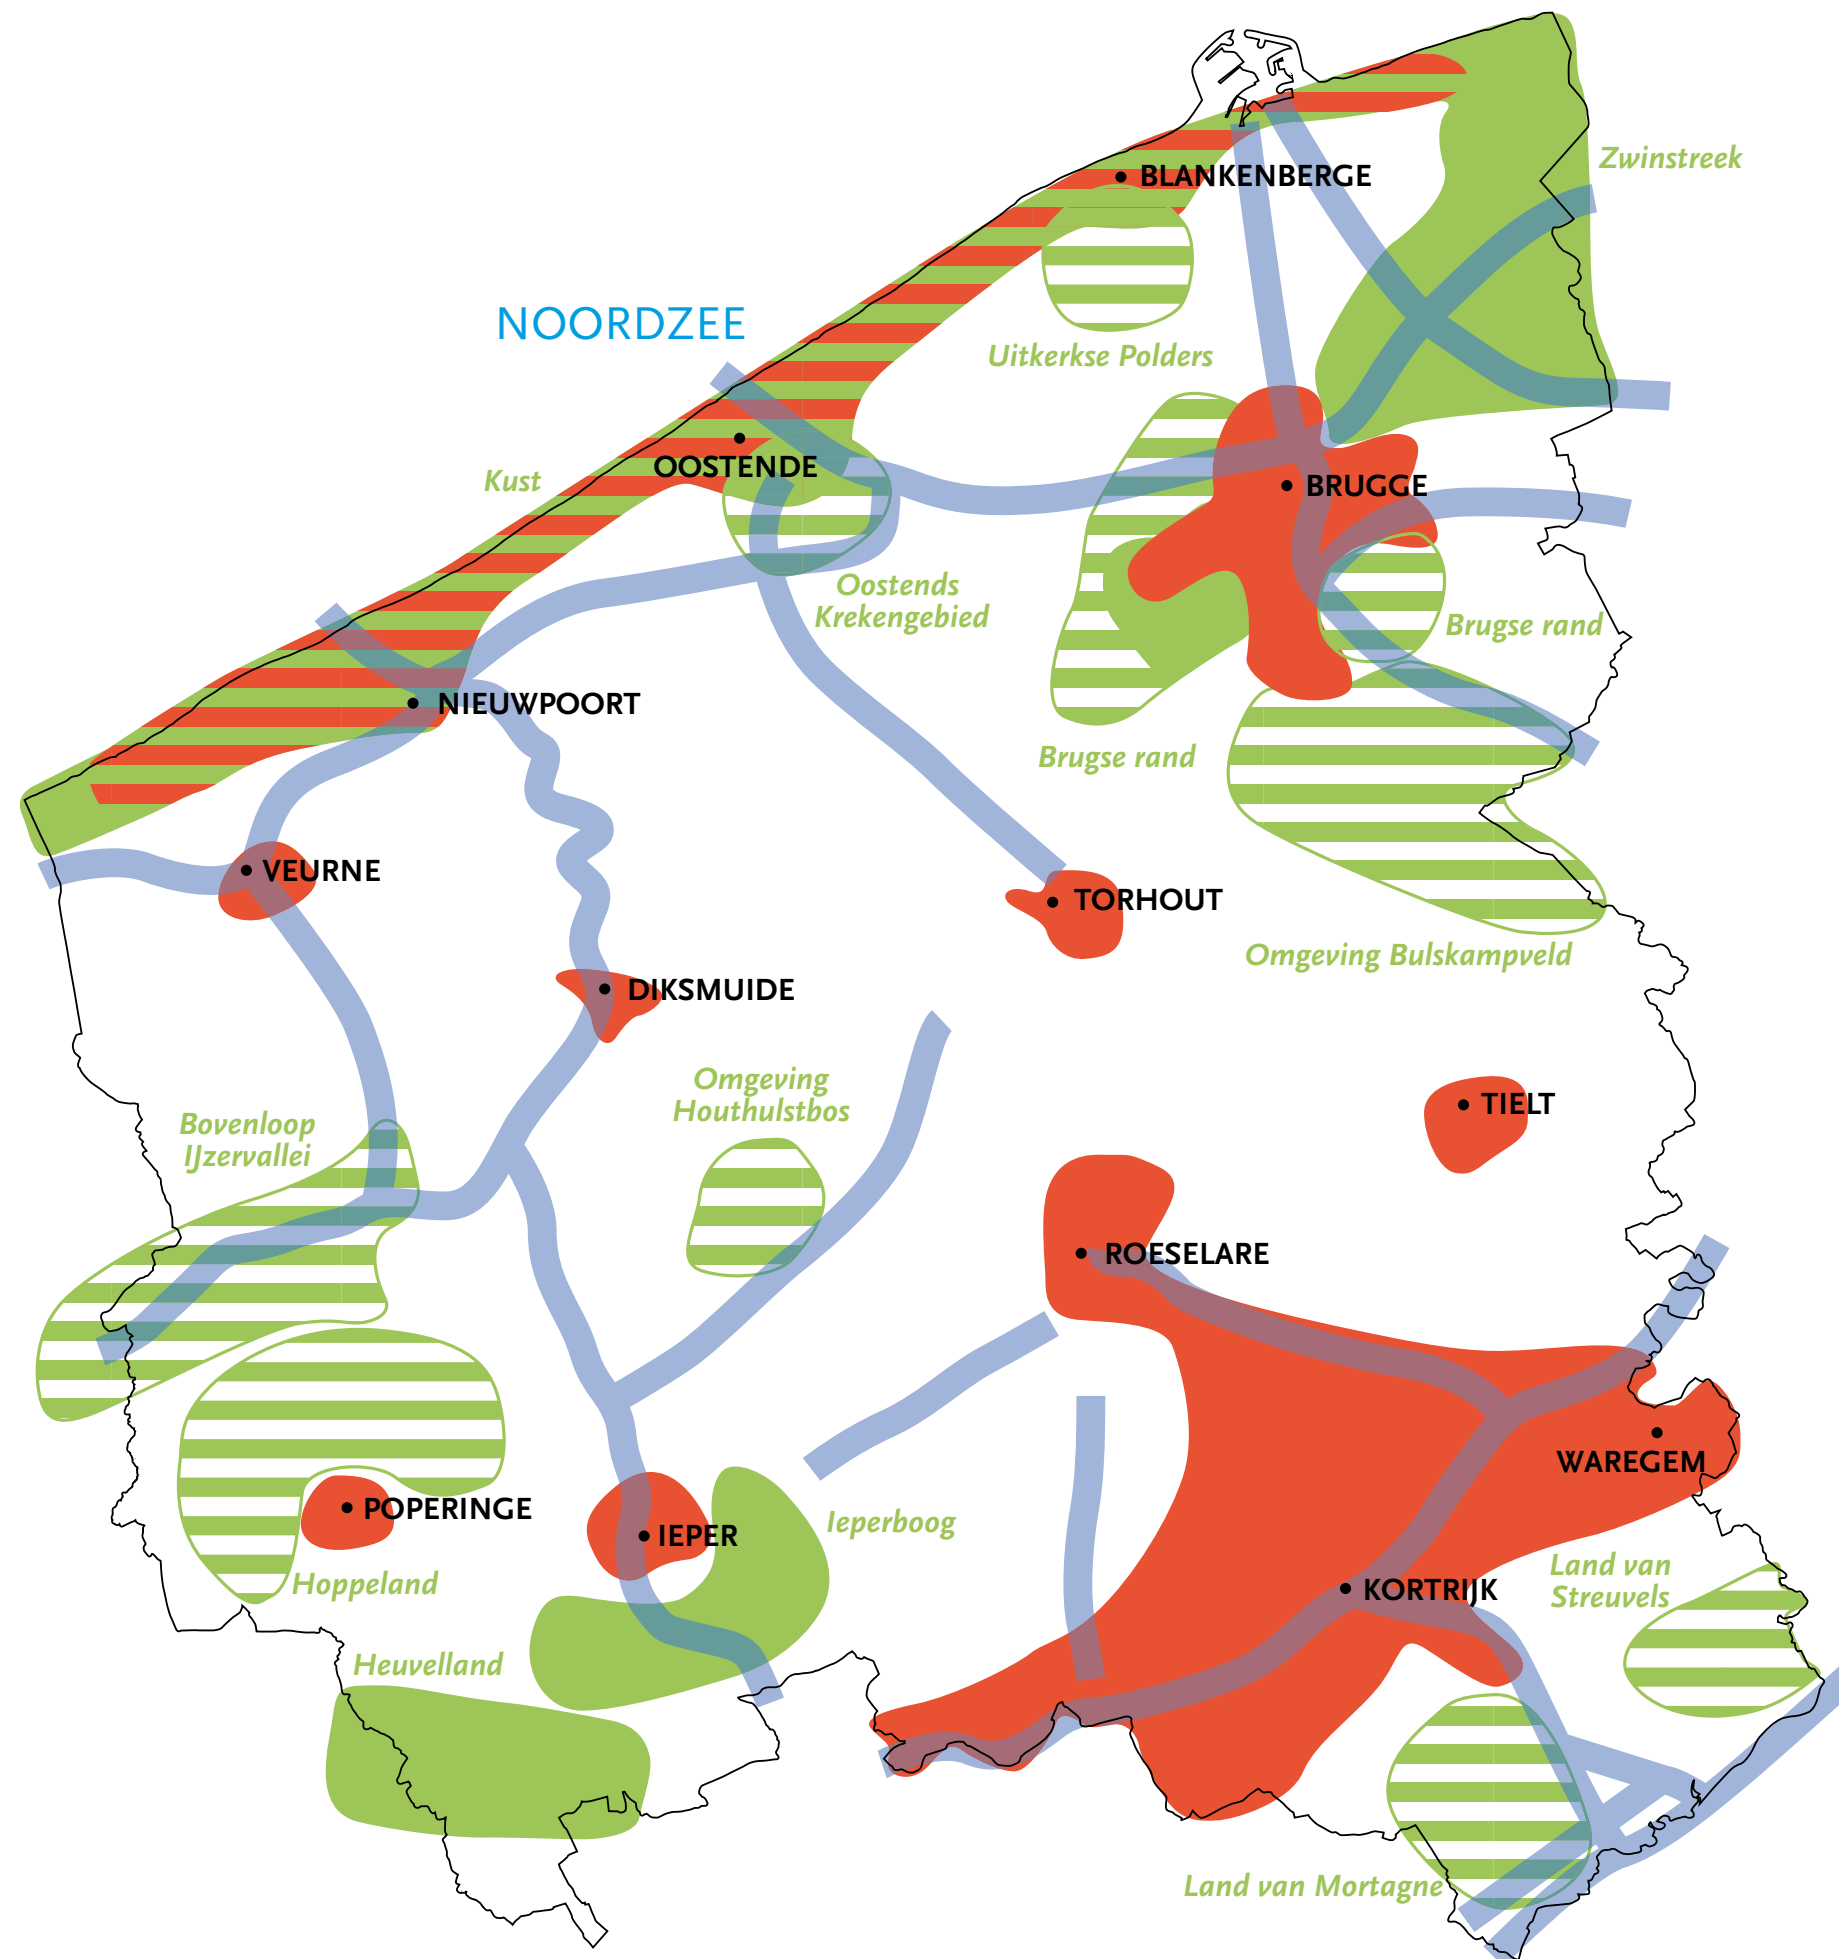 Zwinstreek
BLANKENBERGE
NOORDZEE
Uitkerkse Polders
Kust
OOSTENDE
BRUGGE
Oostends
Krekengebied
Brugse rand
NIEUWPOORT
Brugse rand
VEURNE
TORHOUT
Omgeving Bulskampveld
DIKSMUIDE
Omgeving
Houthulstbos
TIELT
Bovenloop
IJzervallei
ROESELARE
WAREGEM
POPERINGE
Ieperboog
IEPER
Hoppeland
Land van
Streuvels
KORTRIJK
Heuvelland
Land van Mortagne